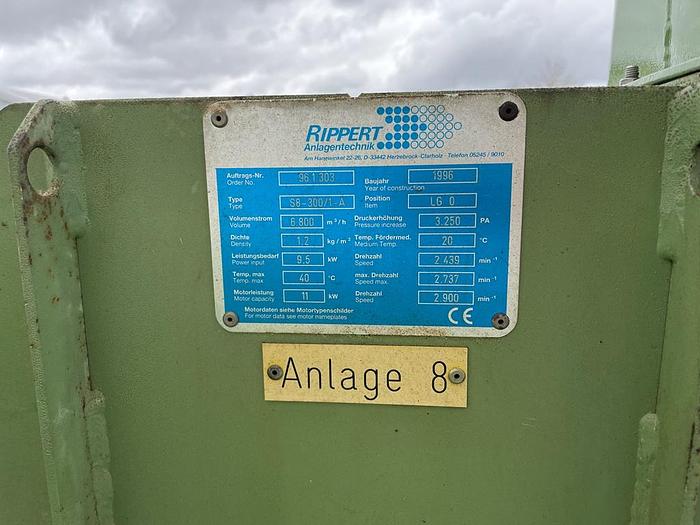 RIPPERT
Anlagentechnik
Am Hanewinkel 22-26, D-33442 Herzebrock-Clarholz · Telefon 05245 / 9010
Auftrags-Nr. 961303 Baujahr 1996
Order No. Year of construction
Type S8-300/1-A Position LG 0
Type Item
Volumenstrom 6.800 m³/h Druckerhöhung 3.250 PA
Volume Pressure increase
Dichte 1.2 kg/m³ Temp. Fördermed. 20 °C
Density Medium Temp.
Leistungsbedarf 9,5 kW Drehzahl 2.439 min⁻¹
Power input Speed
Temp. max 40 °C max. Drehzahl 2.737 min⁻¹
Temp. max Speed max.
Motorleistung 11 kW Drehzahl 2.900 min⁻¹
Motor capacity Speed
Motordaten siehe Motortypenschilder
For motor data see motor nameplates
CE
Anlage 8